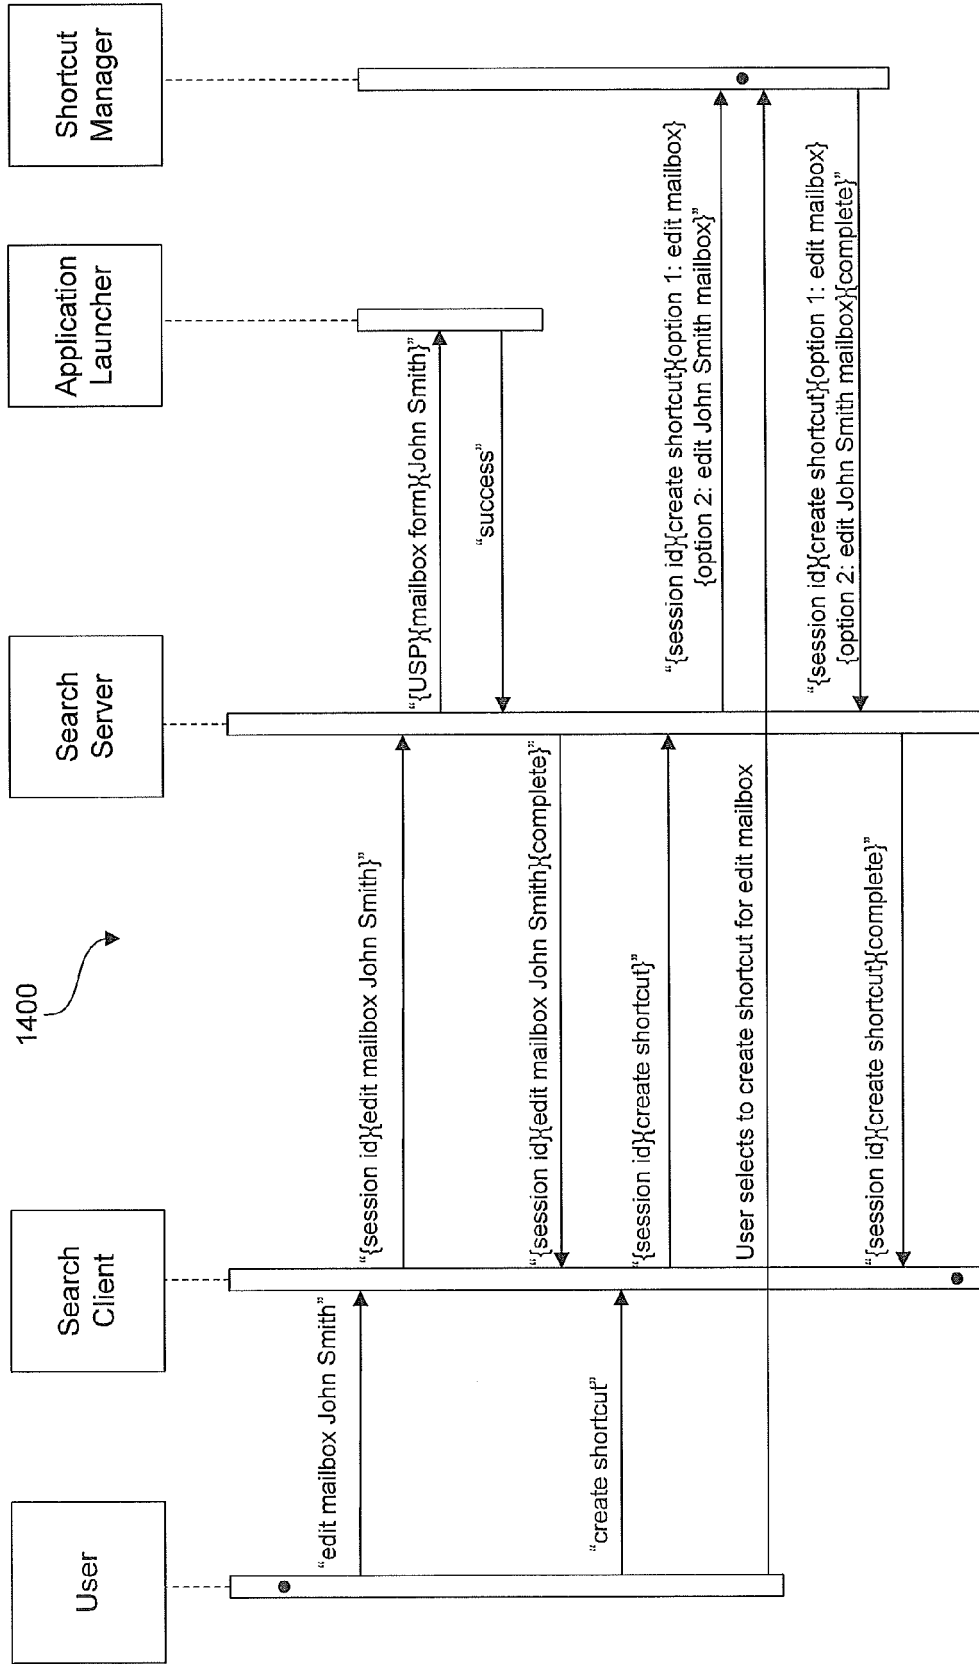 1400
User
Search
Client
Search
Server
Application
Launcher
Shortcut
Manager
“edit mailbox John Smith”
“{session id}{edit mailbox John Smith}”
“{USP}{mailbox form}{John Smith}”
“success”
“{session id}{edit mailbox John Smith}{complete}”
“create shortcut”
“{session id}{create shortcut}”
“{session id}{create shortcut}{option 1: edit mailbox}
{option 2: edit John Smith mailbox}”
User selects to create shortcut for edit mailbox
“{session id}{create shortcut}{option 1: edit mailbox}
{option 2: edit John Smith mailbox}{complete}”
“{session id}{create shortcut}{complete}”